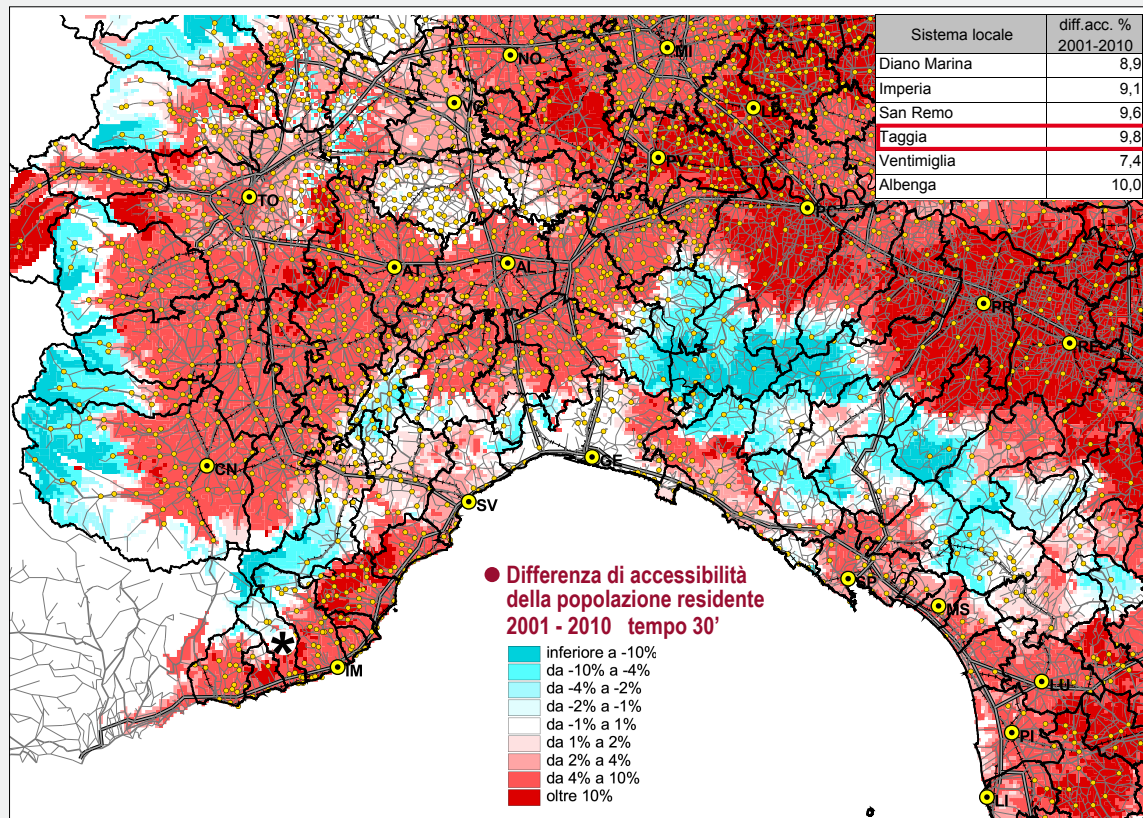 Sistema locale
diff.acc. %
2001-2010
Diano Marina 8,9
Imperia 9,1
San Remo 9,6
Taggia 9,8
Ventimiglia 7,4
Albenga 10,0
NO
MI
VC
PV
TO
PC
AT
AL
PR
RE
CN
GE
SV
SP
MS
IM
LU
PI
LI
*
Differenza di accessibilità
della popolazione residente
2001 - 2010 tempo 30'
inferiore a -10%
da -10% a -4%
da -4% a -2%
da -2% a -1%
da -1% a 1%
da 1% a 2%
da 2% a 4%
da 4% a 10%
oltre 10%